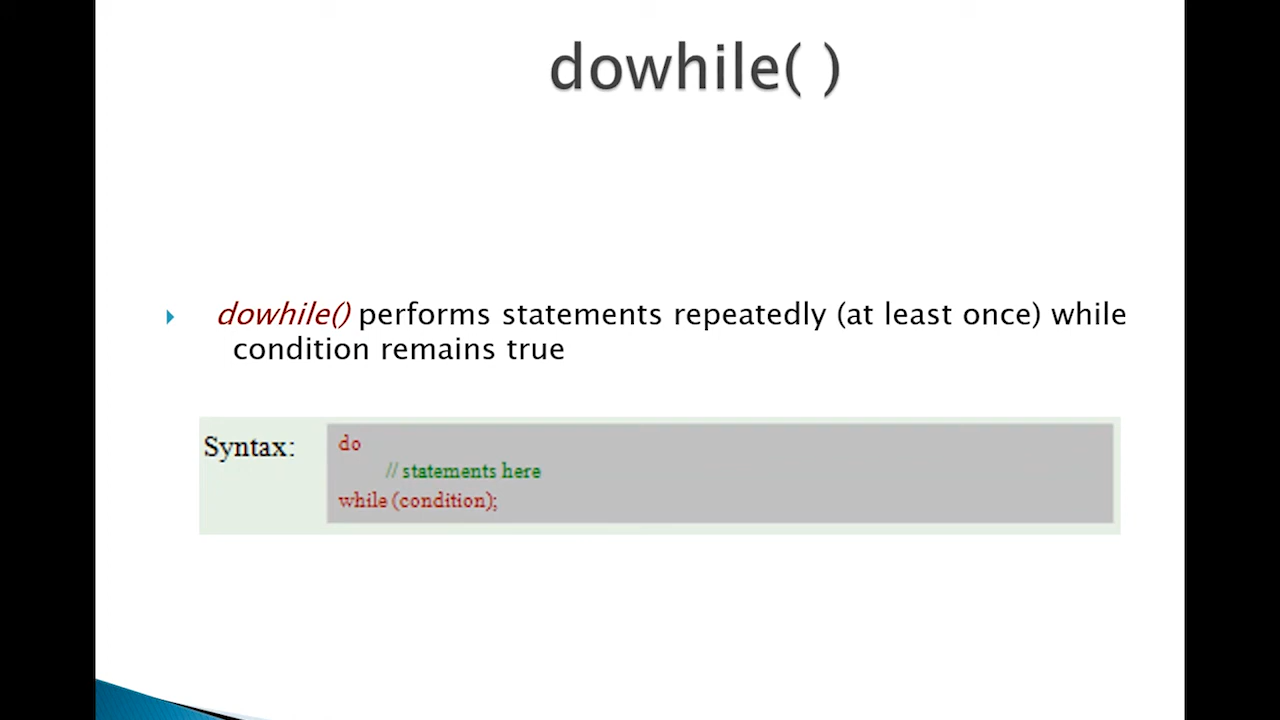 dowhile( )
dowhile() performs statements repeatedly (at least once) while
condition remains true
Syntax:
do
// statements here
while (condition);